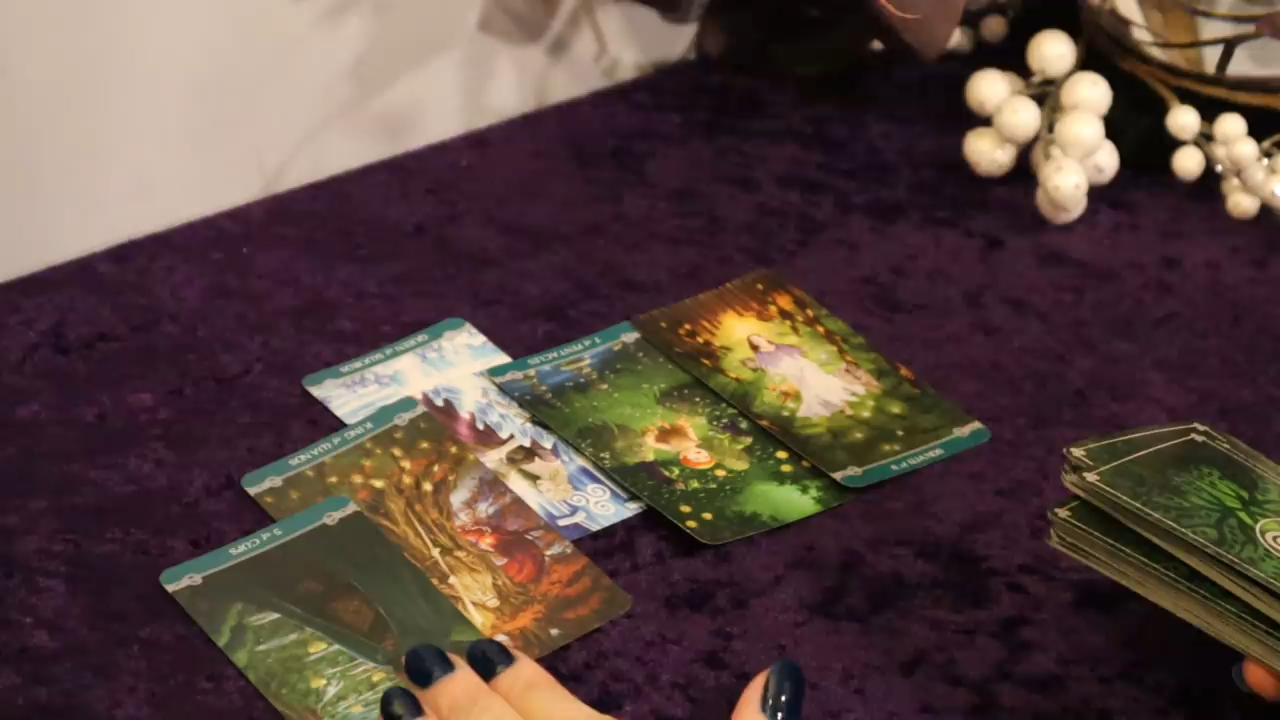 QUEEN of SWORDS
7 of PENTACLES
KING of WANDS
5 of CUPS